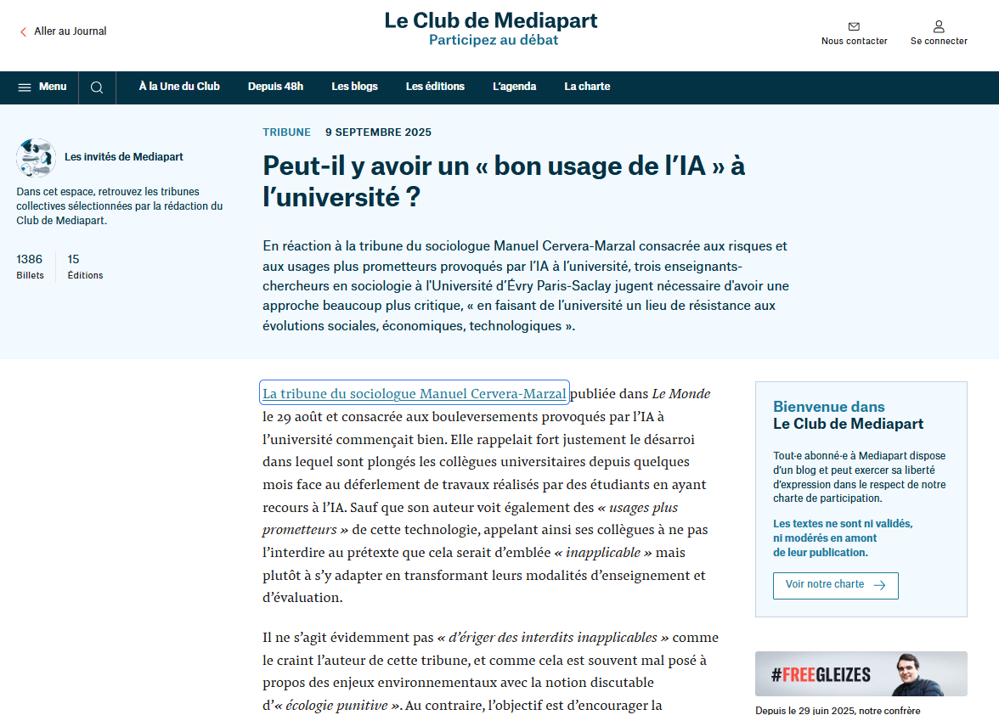 Aller au Journal
Le Club de Mediapart
Participez au débat
Nous contacter
Se connecter
Menu
À la Une du Club
Depuis 48h
Les blogs
Les éditions
L’agenda
La charte
Les invités de Mediapart
Dans cet espace, retrouvez les tribunes
collectives sélectionnées par la rédaction du
Club de Mediapart.
1386
Billets
15
Éditions
TRIBUNE 9 SEPTEMBRE 2025
Peut-il y avoir un « bon usage de l’IA » à
l’université ?
En réaction à la tribune du sociologue Manuel Cervera-Marzal consacrée aux risques et
aux usages plus prometteurs provoqués par l’IA à l’université, trois enseignants-
chercheurs en sociologie à l'Université d’Évry Paris-Saclay jugent nécessaire d'avoir une
approche beaucoup plus critique, « en faisant de l’université un lieu de résistance aux
évolutions sociales, économiques, technologiques ».
La tribune du sociologue Manuel Cervera-Marzal publiée dans Le Monde
le 29 août et consacrée aux bouleversements provoqués par l’IA à
l’université commençait bien. Elle rappelait fort justement le désarroi
dans lequel sont plongés les collègues universitaires depuis quelques
mois face au déferlement de travaux réalisés par des étudiants en ayant
recours à l’IA. Sauf que son auteur voit également des « usages plus
prometteurs » de cette technologie, appelant ainsi ses collègues à ne pas
l’interdire au prétexte que cela serait d’emblée « inapplicable » mais
plutôt à s’y adapter en transformant leurs modalités d’enseignement et
d’évaluation.
Il ne s’agit évidemment pas « d’ériger des interdits inapplicables » comme
le craint l’auteur de cette tribune, et comme cela est souvent mal posé à
propos des enjeux environnementaux avec la notion discutable
d’« écologie punitive ». Au contraire, l’objectif est d’encourager la
Bienvenue dans
Le Club de Mediapart
Tout·e abonné·e à Mediapart dispose
d’un blog et peut exercer sa liberté
d’expression dans le respect de notre
charte de participation.
Les textes ne sont ni validés,
ni modérés en amont
de leur publication.
Voir notre charte
#FREEGLEIZES
Depuis le 29 juin 2025, notre confrère